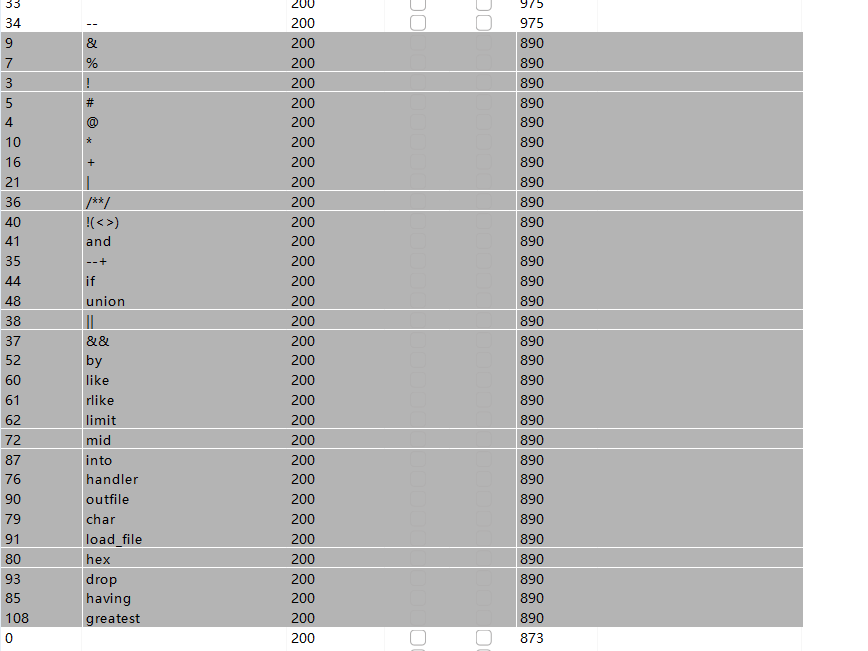 33 200 975
34 -- 200 975
9 & 200 890
7 % 200 890
3 ! 200 890
5 # 200 890
4 @ 200 890
10 * 200 890
16 + 200 890
21 | 200 890
36 /**/ 200 890
40 !(<>) 200 890
41 and 200 890
35 --+ 200 890
44 if 200 890
48 union 200 890
38 || 200 890
37 && 200 890
52 by 200 890
60 like 200 890
61 rlike 200 890
62 limit 200 890
72 mid 200 890
87 into 200 890
76 handler 200 890
90 outfile 200 890
79 char 200 890
91 load_file 200 890
80 hex 200 890
93 drop 200 890
85 having 200 890
108 greatest 200 890
0 200 873